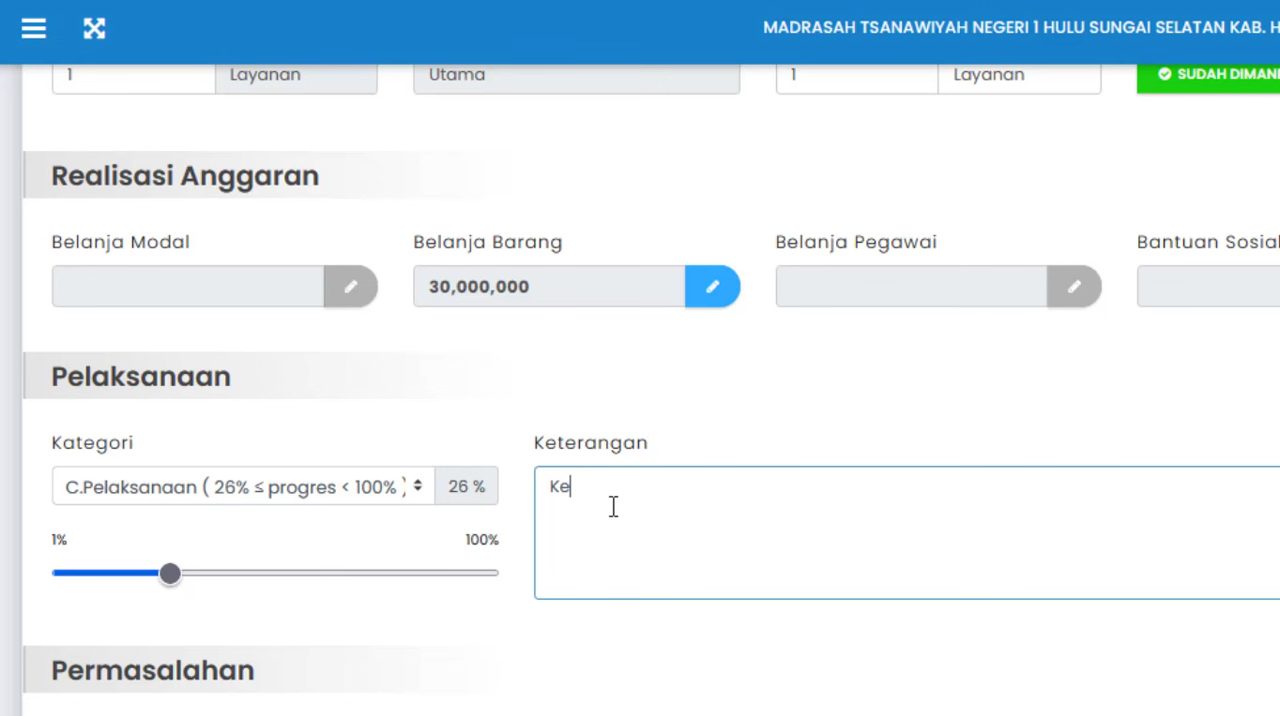 MADRASAH TSANAWIYAH NEGERI 1 HULU SUNGAI SELATAN KAB. H
1 Layanan Utama 1 Layanan SUDAH DIMAN
Realisasi Anggaran
Belanja Modal Belanja Barang Belanja Pegawai Bantuan Sosial
30,000,000
Pelaksanaan
Kategori Keterangan
C.Pelaksanaan ( 26% ≤ progres < 100% ) 26 % Ke
1% 100%
Permasalahan